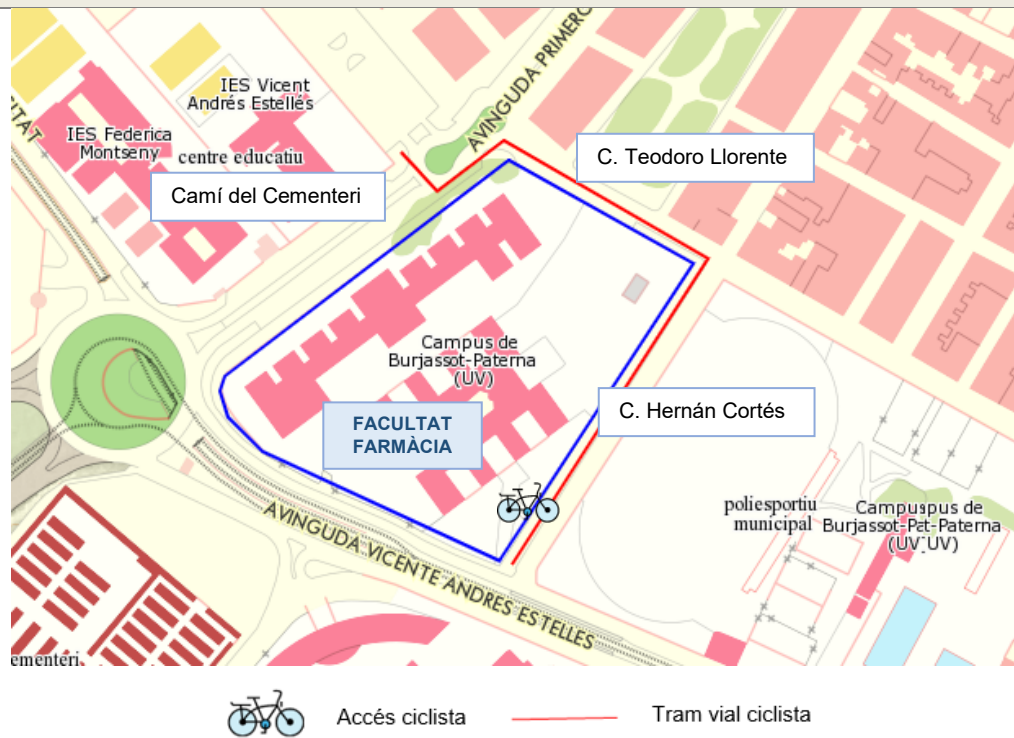 AVINGUDA PRIMERO
ITAT
IES Vicent
Andrés Estellés
IES Federica
Montseny
centre educatiu
C. Teodoro Llorente
Camí del Cementeri
Campus de
Burjassot-Paterna
(UV)
C. Hernán Cortés
FACULTAT
FARMÀCIA
AVINGUDA VICENTE ANDRES ESTELLES
poliesportiu
municipal
Campuspus de
Burjassot-Pat-Paterna
(UV UV)
ementeri
Accés ciclista
Tram vial ciclista